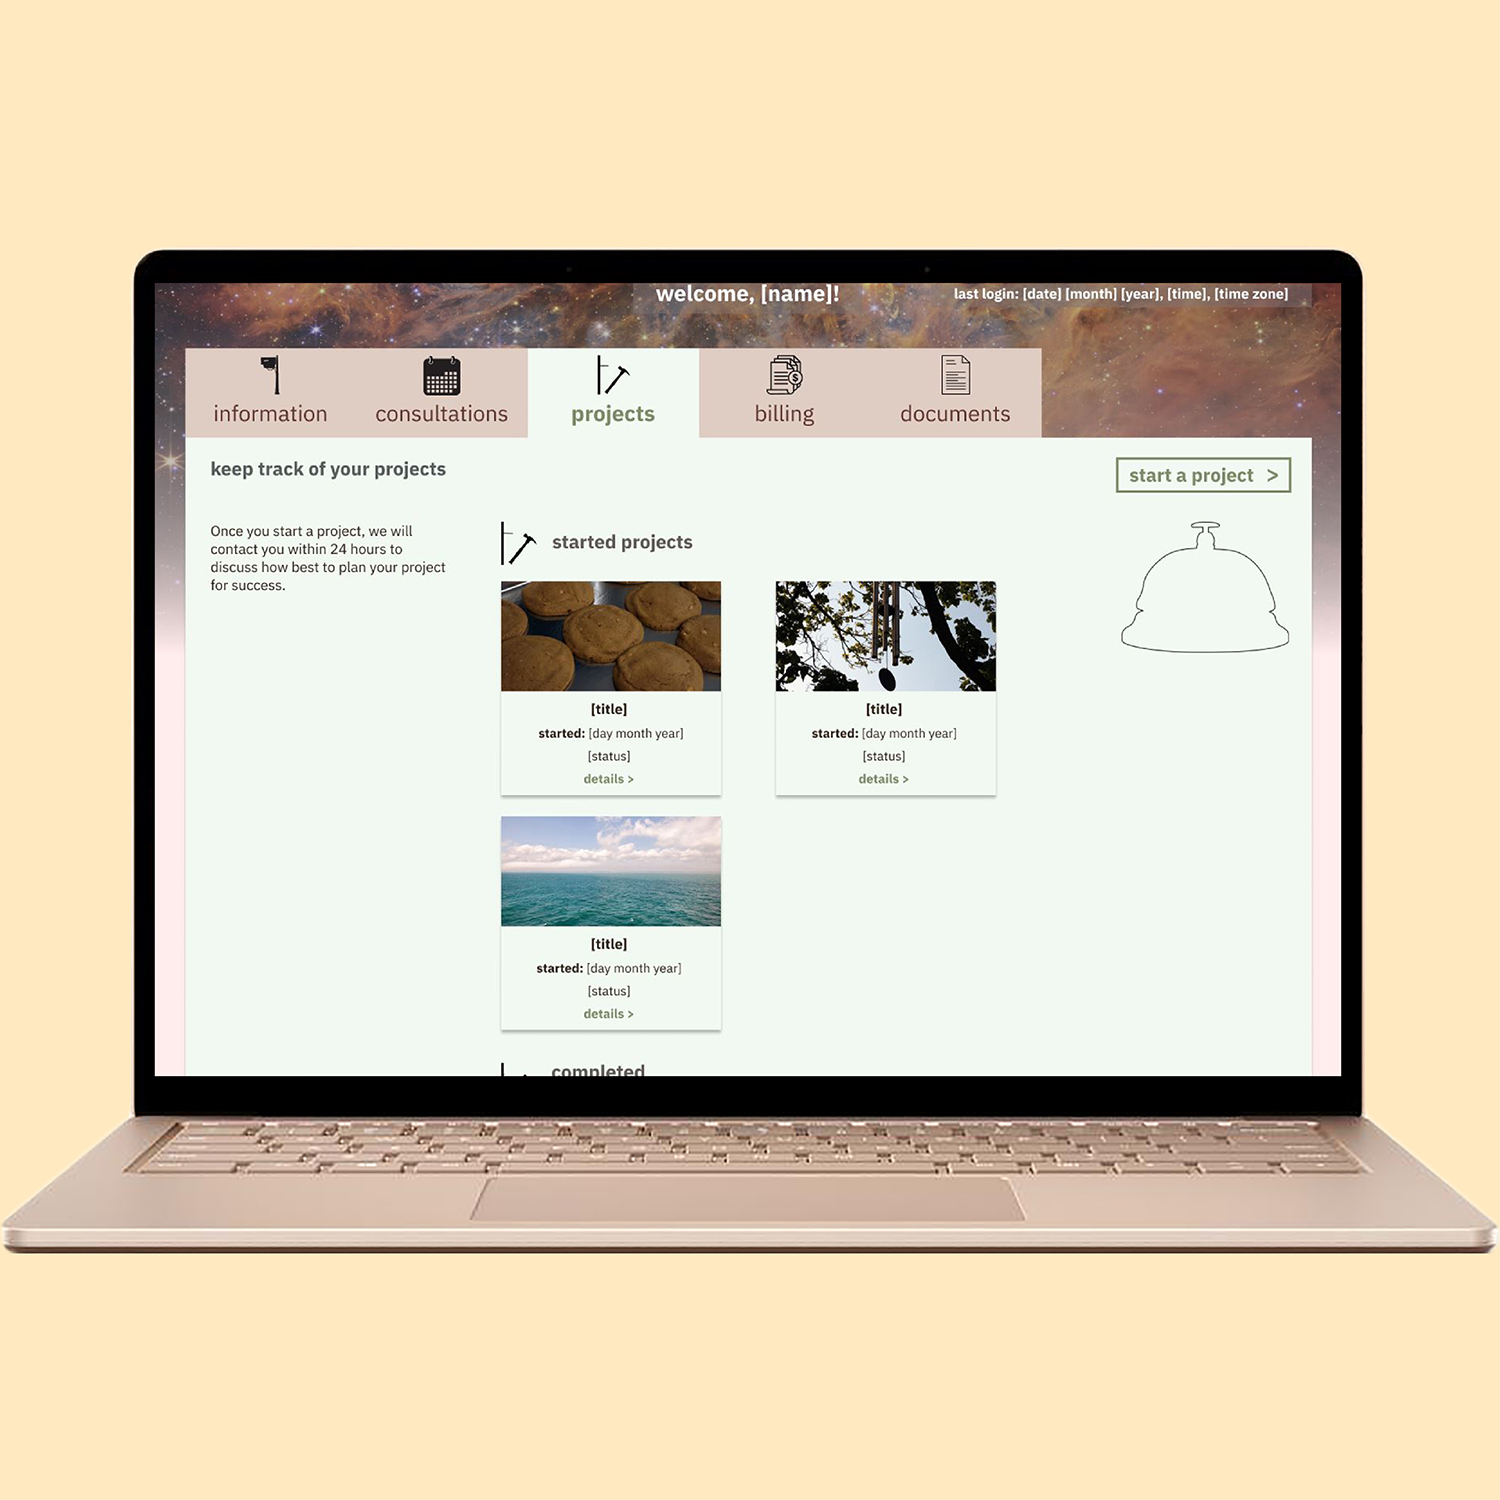 welcome, [name]!
last login: [date] [month] [year], [time], [time zone]
information
consultations
projects
billing
documents
keep track of your projects
start a project >
Once you start a project, we will
contact you within 24 hours to
discuss how best to plan your project
for success.
started projects
[title]
started: [day month year]
[status]
details >
[title]
started: [day month year]
[status]
details >
[title]
started: [day month year]
[status]
details >
completed